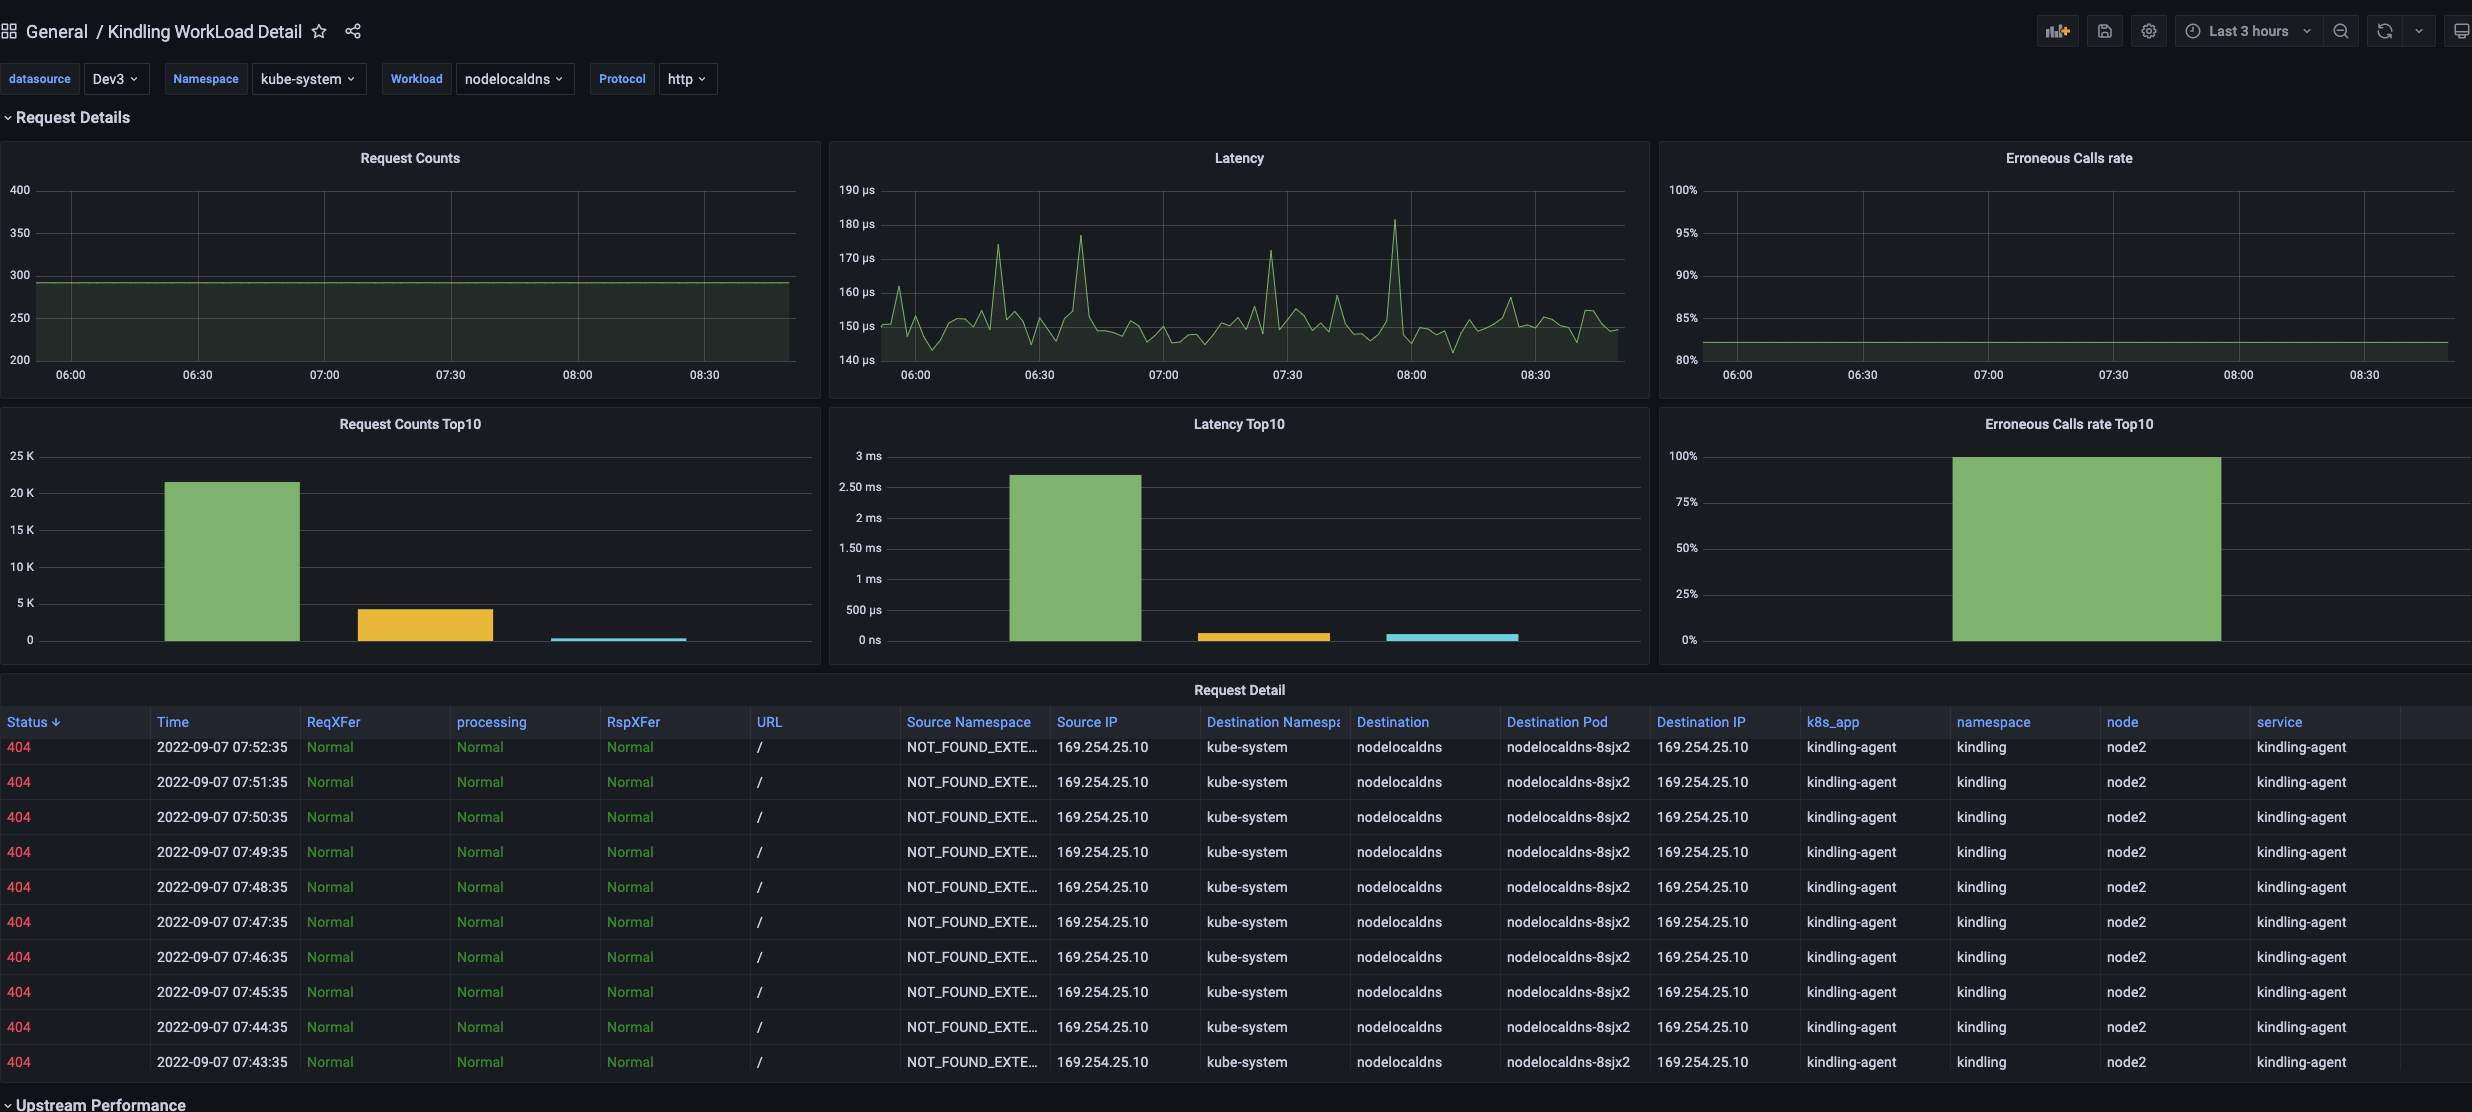 General / Kindling WorkLoad Detail
Last 3 hours
datasource Dev3 Namespace kube-system Workload nodelocaldns Protocol http
Request Details
Request Counts
400
350
300
250
200
06:00 06:30 07:00 07:30 08:00 08:30
Latency
190 µs
180 µs
170 µs
160 µs
150 µs
140 µs
06:00 06:30 07:00 07:30 08:00 08:30
Erroneous Calls rate
100%
95%
90%
85%
80%
06:00 06:30 07:00 07:30 08:00 08:30
Request Counts Top10
25 K
20 K
15 K
10 K
5 K
0
Latency Top10
3 ms
2.50 ms
2 ms
1.50 ms
1 ms
500 µs
0 ns
Erroneous Calls rate Top10
100%
75%
50%
25%
0%
Request Detail
Status Time ReqXFer processing RspXFer URL Source Namespace Source IP Destination Namespa Destination Destination Pod Destination IP k8s_app namespace node service
404 2022-09-07 07:52:35 Normal Normal Normal / NOT_FOUND_EXTE... 169.254.25.10 kube-system nodelocaldns nodelocaldns-8sjx2 169.254.25.10 kindling-agent kindling node2 kindling-agent
404 2022-09-07 07:51:35 Normal Normal Normal / NOT_FOUND_EXTE... 169.254.25.10 kube-system nodelocaldns nodelocaldns-8sjx2 169.254.25.10 kindling-agent kindling node2 kindling-agent
404 2022-09-07 07:50:35 Normal Normal Normal / NOT_FOUND_EXTE... 169.254.25.10 kube-system nodelocaldns nodelocaldns-8sjx2 169.254.25.10 kindling-agent kindling node2 kindling-agent
404 2022-09-07 07:49:35 Normal Normal Normal / NOT_FOUND_EXTE... 169.254.25.10 kube-system nodelocaldns nodelocaldns-8sjx2 169.254.25.10 kindling-agent kindling node2 kindling-agent
404 2022-09-07 07:48:35 Normal Normal Normal / NOT_FOUND_EXTE... 169.254.25.10 kube-system nodelocaldns nodelocaldns-8sjx2 169.254.25.10 kindling-agent kindling node2 kindling-agent
404 2022-09-07 07:47:35 Normal Normal Normal / NOT_FOUND_EXTE... 169.254.25.10 kube-system nodelocaldns nodelocaldns-8sjx2 169.254.25.10 kindling-agent kindling node2 kindling-agent
404 2022-09-07 07:46:35 Normal Normal Normal / NOT_FOUND_EXTE... 169.254.25.10 kube-system nodelocaldns nodelocaldns-8sjx2 169.254.25.10 kindling-agent kindling node2 kindling-agent
404 2022-09-07 07:45:35 Normal Normal Normal / NOT_FOUND_EXTE... 169.254.25.10 kube-system nodelocaldns nodelocaldns-8sjx2 169.254.25.10 kindling-agent kindling node2 kindling-agent
404 2022-09-07 07:44:35 Normal Normal Normal / NOT_FOUND_EXTE... 169.254.25.10 kube-system nodelocaldns nodelocaldns-8sjx2 169.254.25.10 kindling-agent kindling node2 kindling-agent
404 2022-09-07 07:43:35 Normal Normal Normal / NOT_FOUND_EXTE... 169.254.25.10 kube-system nodelocaldns nodelocaldns-8sjx2 169.254.25.10 kindling-agent kindling node2 kindling-agent
Upstream Performance